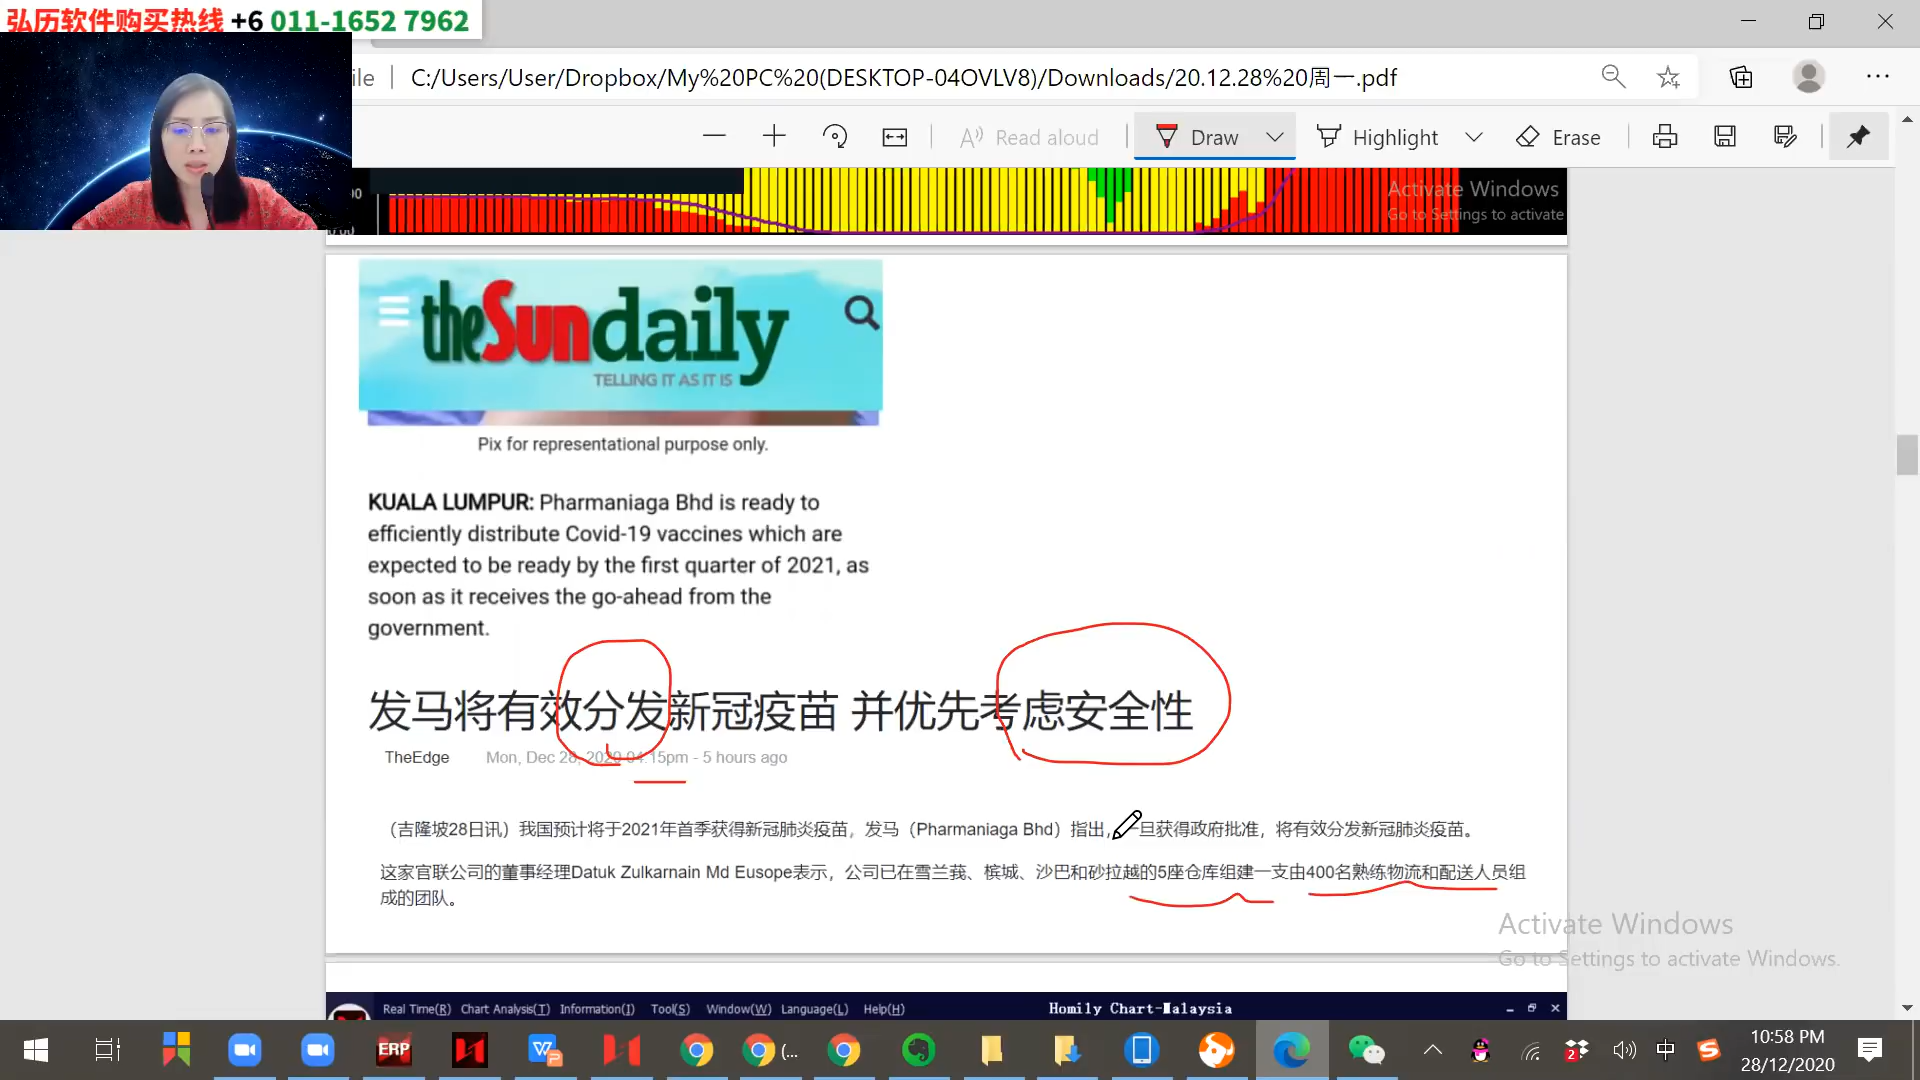 弘历软件购买热线 +6 011-1652 7962
ile | C:/Users/User/Dropbox/My%20PC%20(DESKTOP-04OVLV8)/Downloads/20.12.28%20周一.pdf
Read aloud Draw Highlight Erase
Activate Windows
Go to Settings to activate
theSundaily
TELLING IT AS IT IS
Pix for representational purpose only.
KUALA LUMPUR: Pharmaniaga Bhd is ready to
efficiently distribute Covid-19 vaccines which are
expected to be ready by the first quarter of 2021, as
soon as it receives the go-ahead from the
government.
发马将有效分发新冠疫苗 并优先考虑安全性
TheEdge Mon, Dec 28, 2020 04:15pm - 5 hours ago
（吉隆坡28日讯）我国预计将于2021年首季获得新冠肺炎疫苗，发马（Pharmaniaga Bhd）指出，一旦获得政府批准，将有效分发新冠肺炎疫苗。
这家官联公司的董事经理Datuk Zulkarnain Md Eusope表示，公司已在雪兰莪、槟城、沙巴和砂拉越的5座仓库组建一支由400名熟练物流和配送人员组
成的团队。
Activate Windows
Go to Settings to activate Windows.
Real Time(R) Chart Analysis(T) Information(I) Tool(S) Window(W) Language(L) Help(H) Homily Chart-Malaysia
ERP
(...
中
10:58 PM
28/12/2020